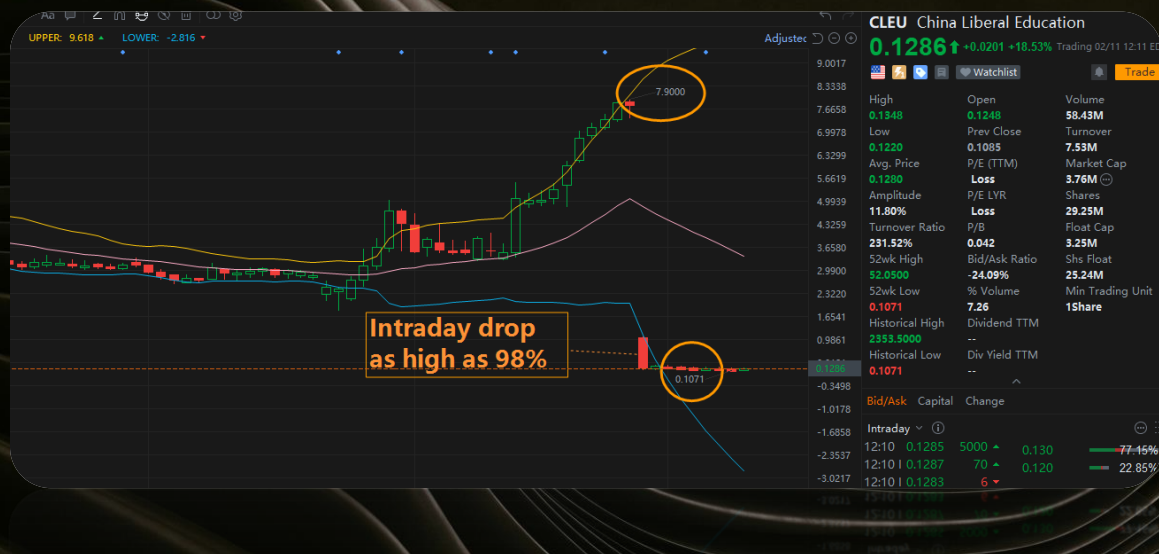 Aa
UPPER: 9.618 LOWER: -2.816
Adjusted
9.0017
8.3338
7.6658
6.9978
6.3299
5.6619
4.9939
4.3259
3.6580
2.9900
2.3220
1.6541
0.9861
0.1286
-0.3498
-1.0178
-1.6858
-2.3537
-3.0217
7.9000
Intraday drop
as high as 98%
0.1071
CLEU China Liberal Education
0.1286 +0.0201 +18.53% Trading 02/11 12:11
Watchlist
Trade
High Open Volume
0.1348 0.1248 58.43M
Low Prev Close Turnover
0.1220 0.1085 7.53M
Avg. Price P/E (TTM) Market Cap
0.1280 Loss 3.76M
Amplitude P/E LYR Shares
11.80% Loss 29.25M
Turnover Ratio P/B Float Cap
231.52% 0.042 3.25M
52wk High Bid/Ask Ratio Shs Float
52.0500 -24.09% 25.24M
52wk Low % Volume Min Trading Unit
0.1071 7.26 1Share
Historical High Dividend TTM
2353.5000 --
Historical Low Div Yield TTM
0.1071 --
Bid/Ask Capital Change
Intraday
12:10 0.1285 5000 0.130 77.15%
12:10 0.1287 70 0.120 22.85%
12:10 0.1283 6